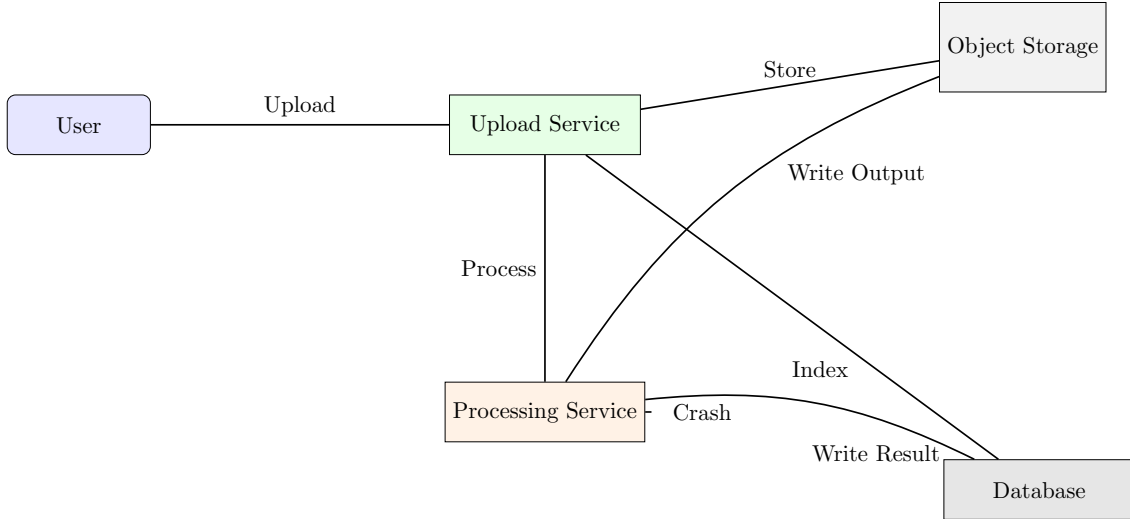 Object Storage
Store
Upload
User
Upload Service
Write Output
Process
Index
Processing Service
Crash
Write Result
Database